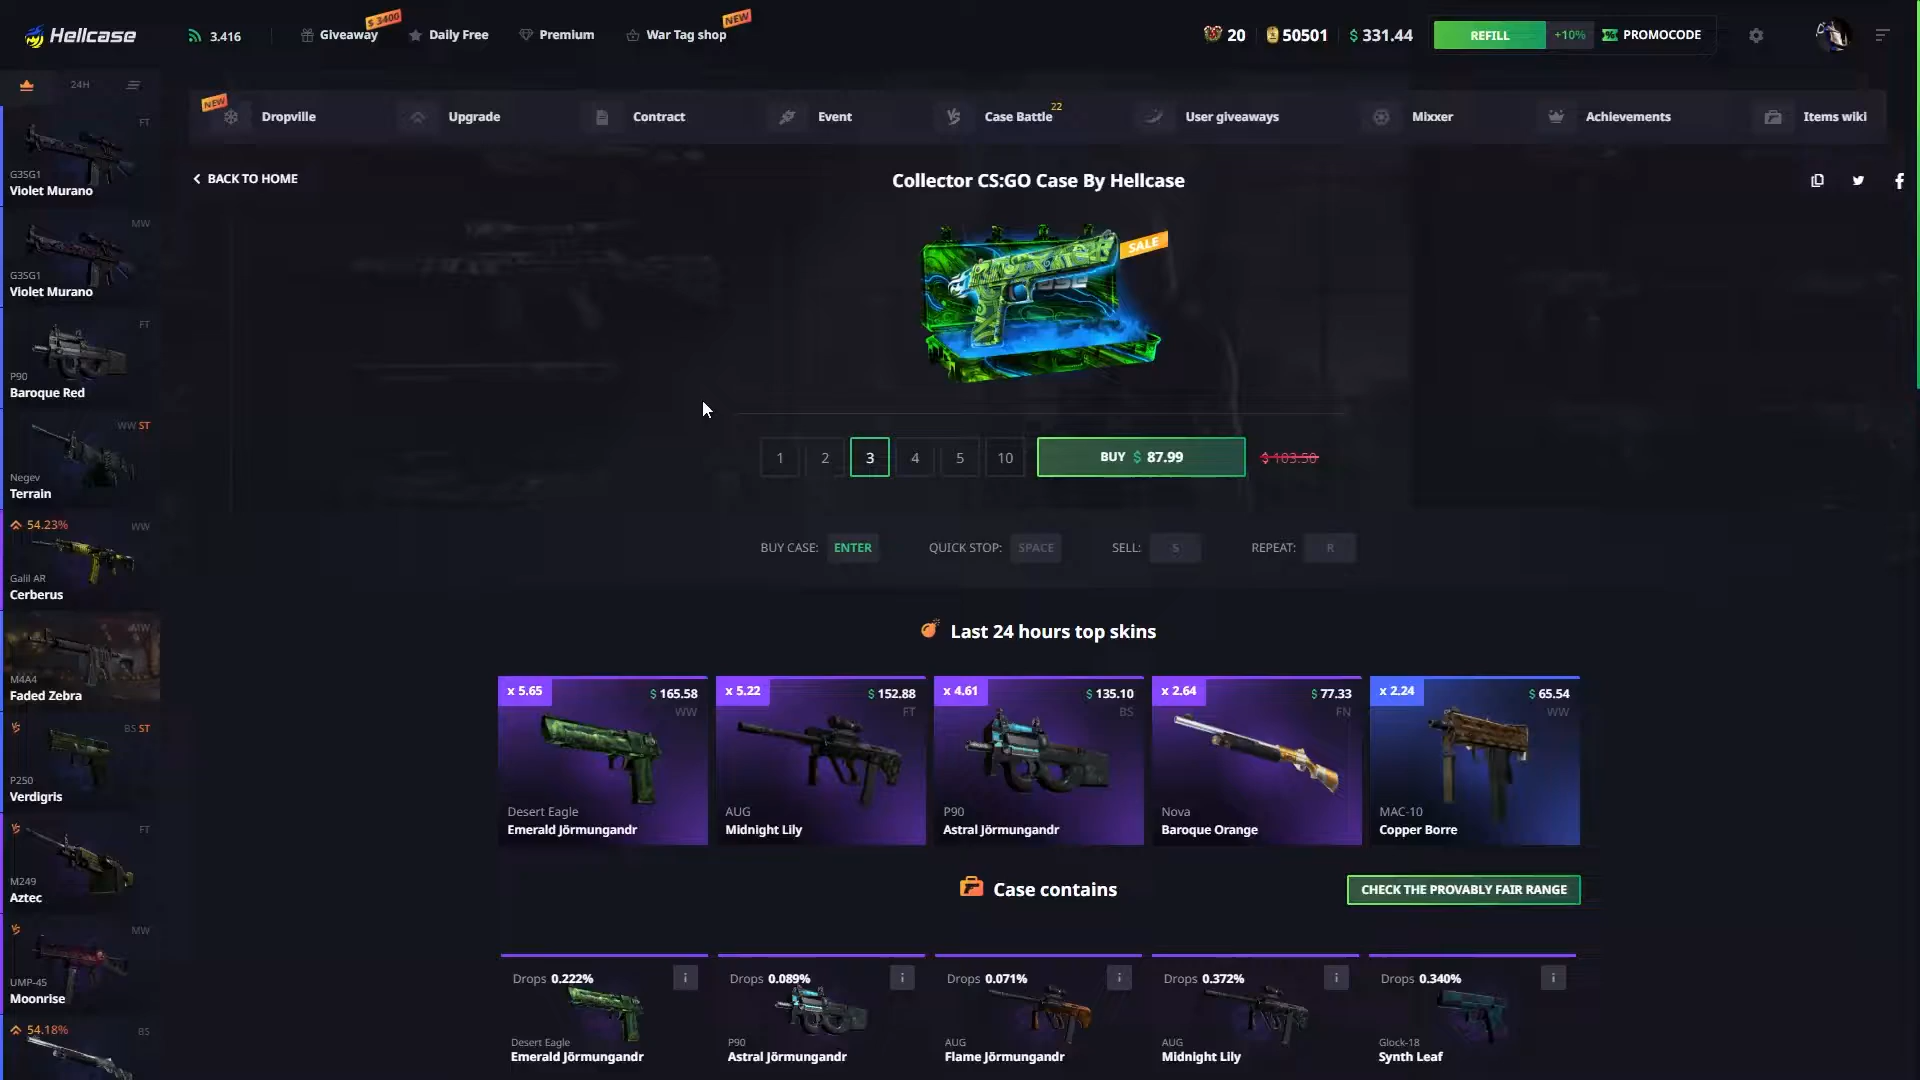 Hellcase
3.416
Giveaway
$ 3400
Daily Free
Premium
War Tag shop
NEW
20
50501
$ 331.44
REFILL
+10%
PROMOCODE
24H
NEW
Dropville
Upgrade
Contract
Event
Case Battle
22
User giveaways
Mixxer
Achievements
Items wiki
BACK TO HOME
Collector CS:GO Case By Hellcase
SALE
1
2
3
4
5
10
BUY $ 87.99
$ 103.50
BUY CASE: ENTER
QUICK STOP: SPACE
SELL: S
REPEAT: R
Last 24 hours top skins
x 5.65
$ 165.58
WW
Desert Eagle
Emerald Jörmungandr
x 5.22
$ 152.88
FT
AUG
Midnight Lily
x 4.61
$ 135.10
BS
P90
Astral Jörmungandr
x 2.64
$ 77.33
FN
Nova
Baroque Orange
x 2.24
$ 65.54
WW
MAC-10
Copper Borre
Case contains
CHECK THE PROVABLY FAIR RANGE
Drops 0.222%
i
Desert Eagle
Emerald Jörmungandr
Drops 0.089%
i
P90
Astral Jörmungandr
Drops 0.071%
i
AUG
Flame Jörmungandr
Drops 0.372%
i
AUG
Midnight Lily
Drops 0.340%
i
Glock-18
Synth Leaf
FT
G3SG1
Violet Murano
MW
G3SG1
Violet Murano
FT
P90
Baroque Red
WW ST
Negev
Terrain
54.23%
WW
Galil AR
Cerberus
MW
M4A4
Faded Zebra
BS ST
P250
Verdigris
FT
M249
Aztec
MW
UMP-45
Moonrise
54.18%
BS